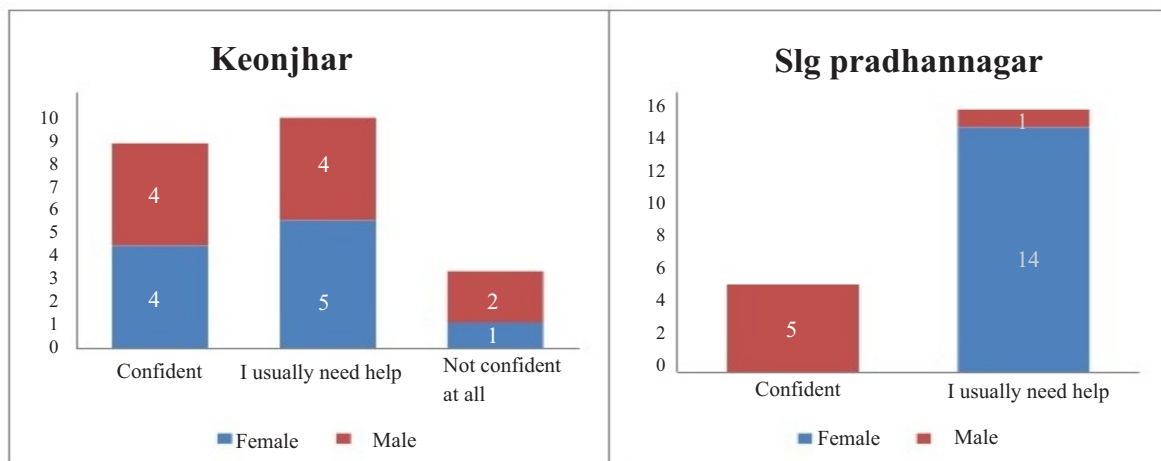 Keonjhar
10
9
8
7
6
5
4
3
2
1
0
4
4
4
5
2
1
Confident
I usually need help
Not confident
at all
Female
Male
Slg pradhannagar
16
14
12
10
8
6
4
2
0
5
1
14
Confident
I usually need help
Female
Male